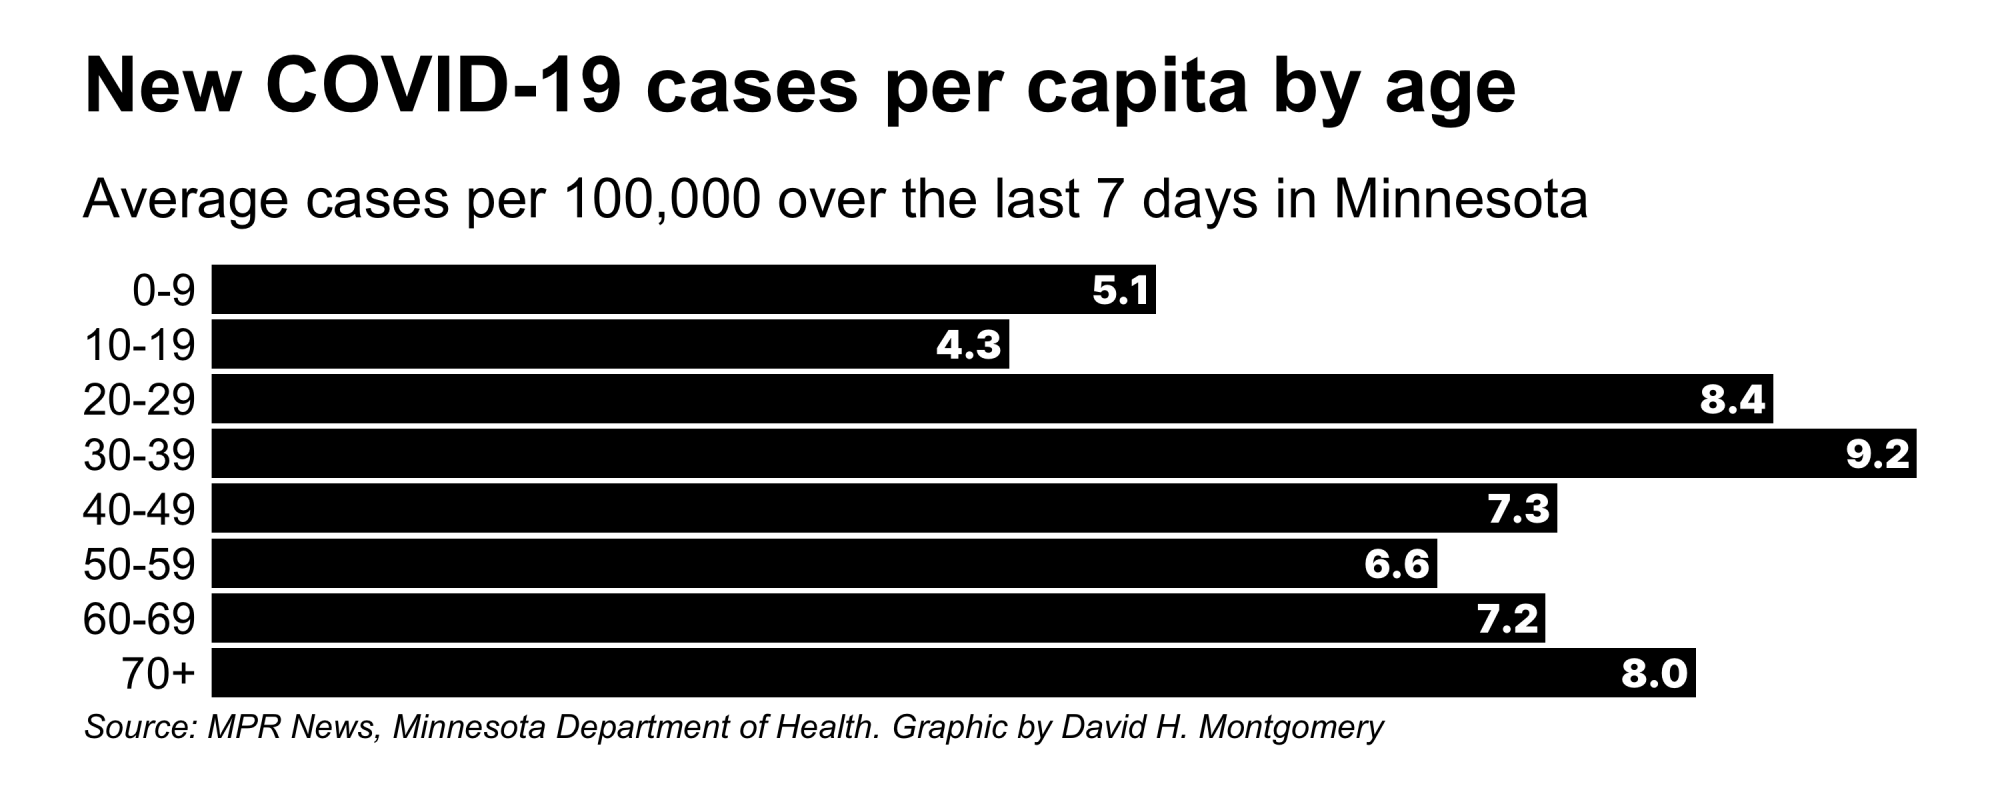 New COVID-19 cases per capita by age
Average cases per 100,000 over the last 7 days in Minnesota
0-9 5.1
10-19 4.3
20-29 8.4
30-39 9.2
40-49 7.3
50-59 6.6
60-69 7.2
70+ 8.0
Source: MPR News, Minnesota Department of Health. Graphic by David H. Montgomery